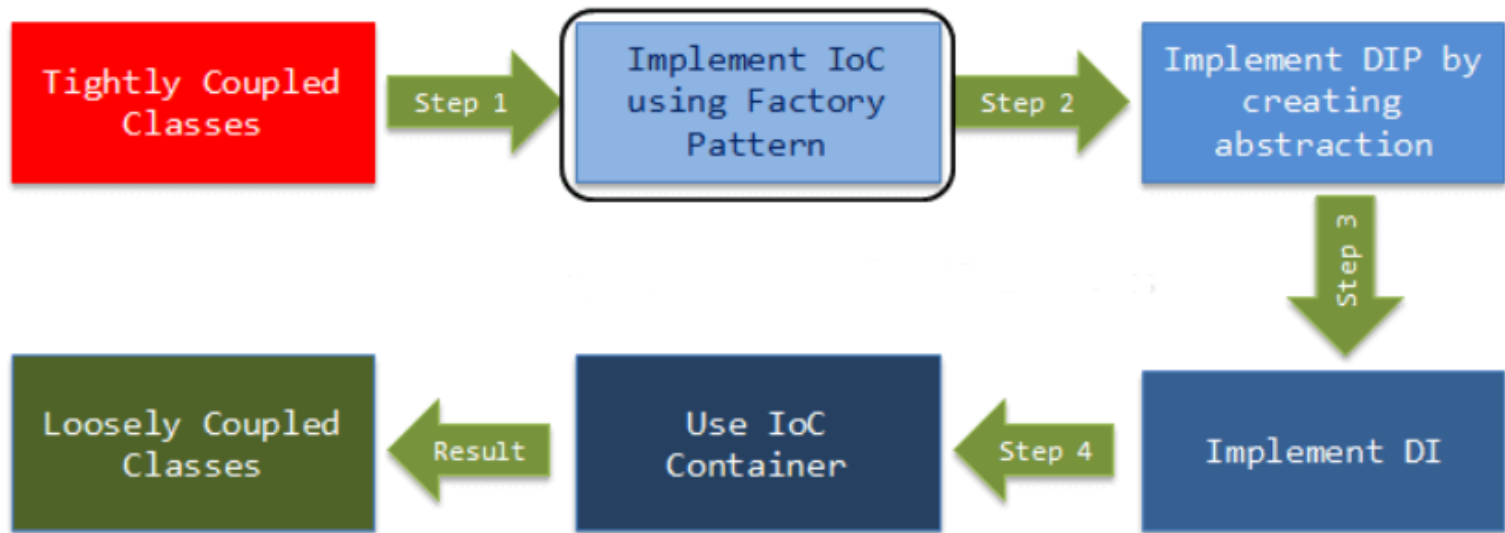 Tightly Coupled
Classes
Step 1
Implement IoC
using Factory
Pattern
Step 2
Implement DIP by
creating
abstraction
Step 3
Implement DI
Step 4
Use IoC
Container
Result
Loosely Coupled
Classes